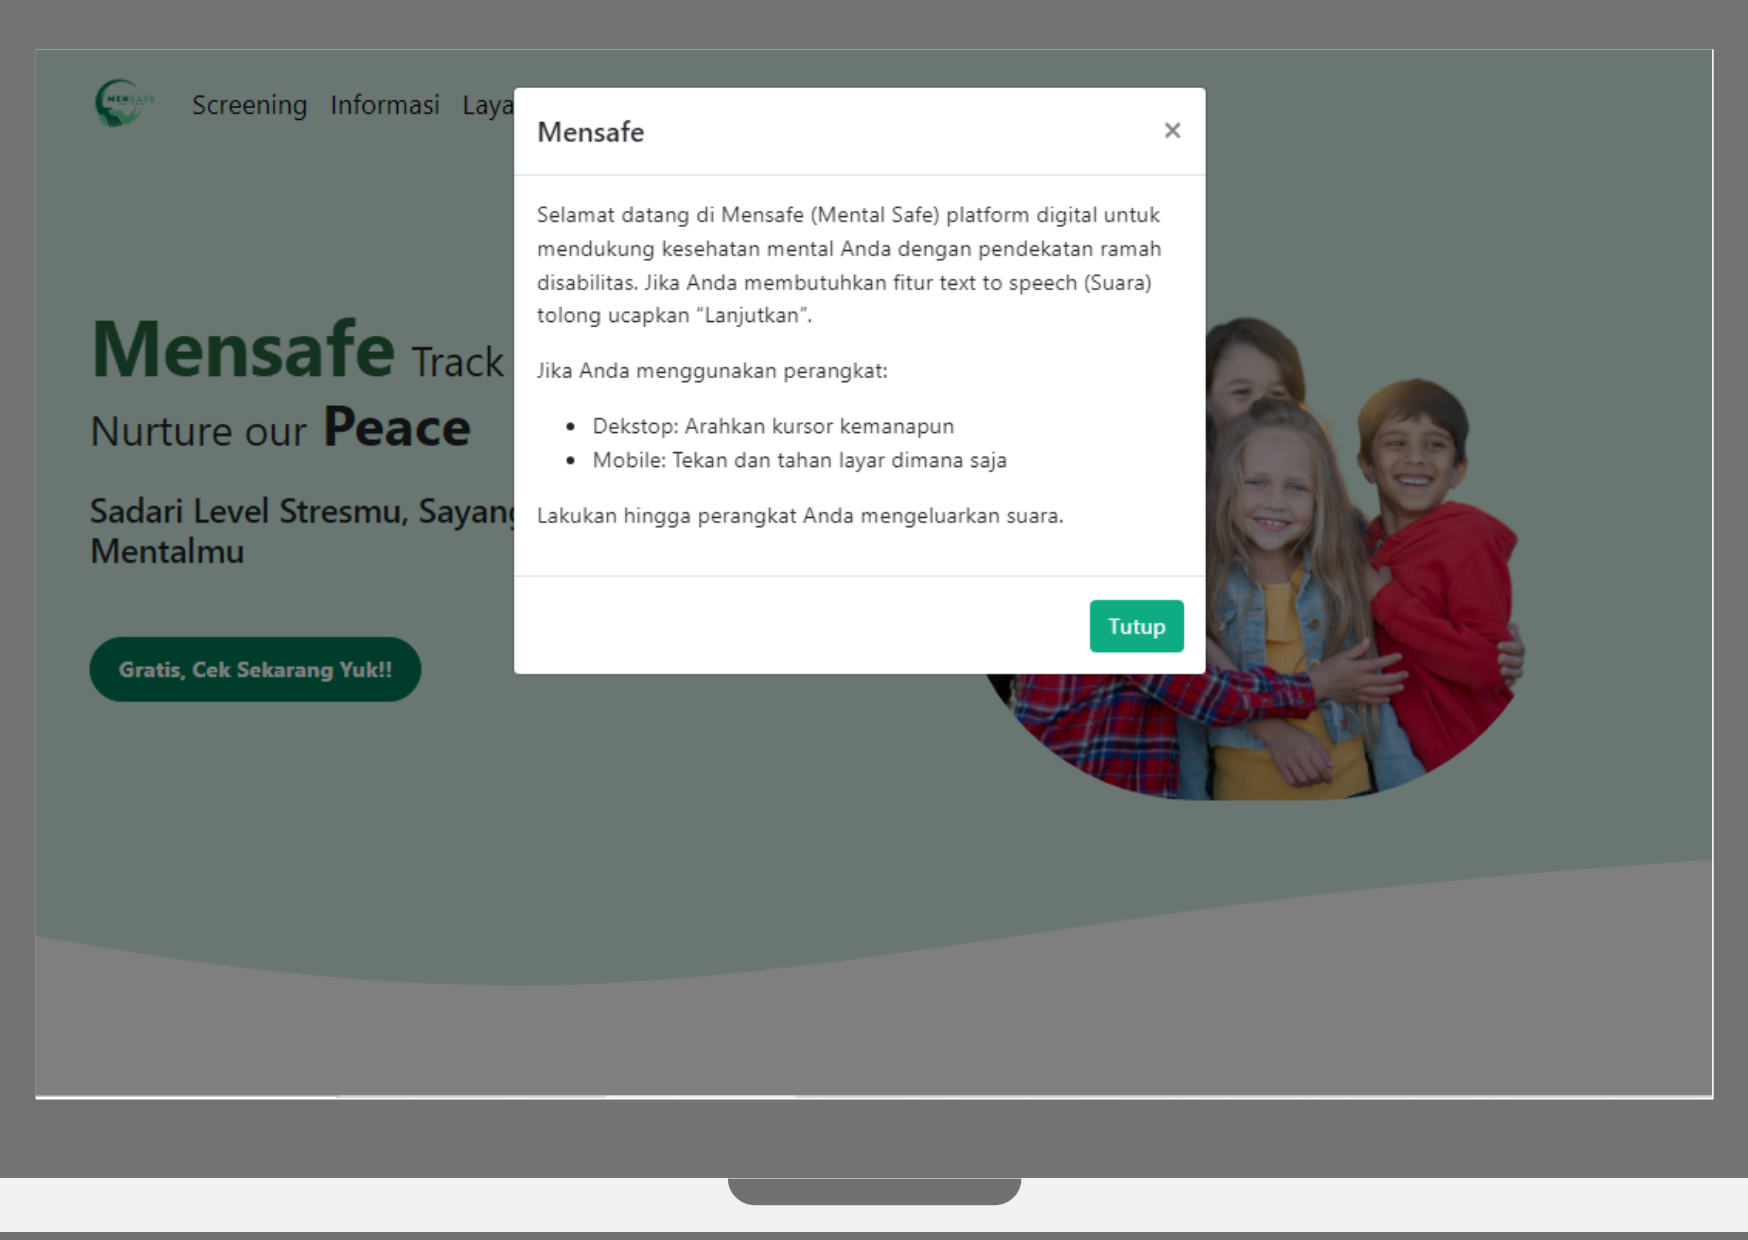 MENSAFE
Screening Informasi Laya
Mensafe
×
Selamat datang di Mensafe (Mental Safe) platform digital untuk
mendukung kesehatan mental Anda dengan pendekatan ramah
disabilitas. Jika Anda membutuhkan fitur text to speech (Suara)
tolong ucapkan “Lanjutkan”.
Jika Anda menggunakan perangkat:
• Dekstop: Arahkan kursor kemanapun
• Mobile: Tekan dan tahan layar dimana saja
Lakukan hingga perangkat Anda mengeluarkan suara.
Tutup
Mensafe Track
Nurture our Peace
Sadari Level Stresmu, Sayang
Mentalmu
Gratis, Cek Sekarang Yuk!!